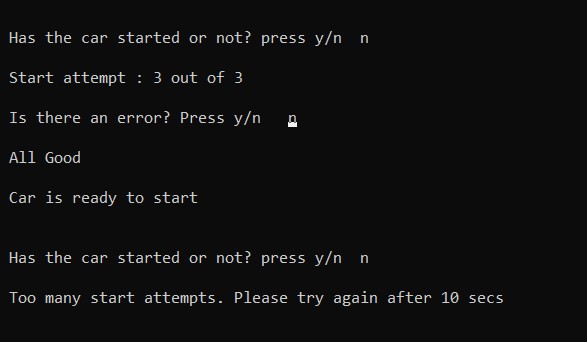 Has the car started or not? press y/n  n
Start attempt : 3 out of 3
Is there an error? Press y/n   n
All Good
Car is ready to start
Has the car started or not? press y/n  n
Too many start attempts. Please try again after 10 secs